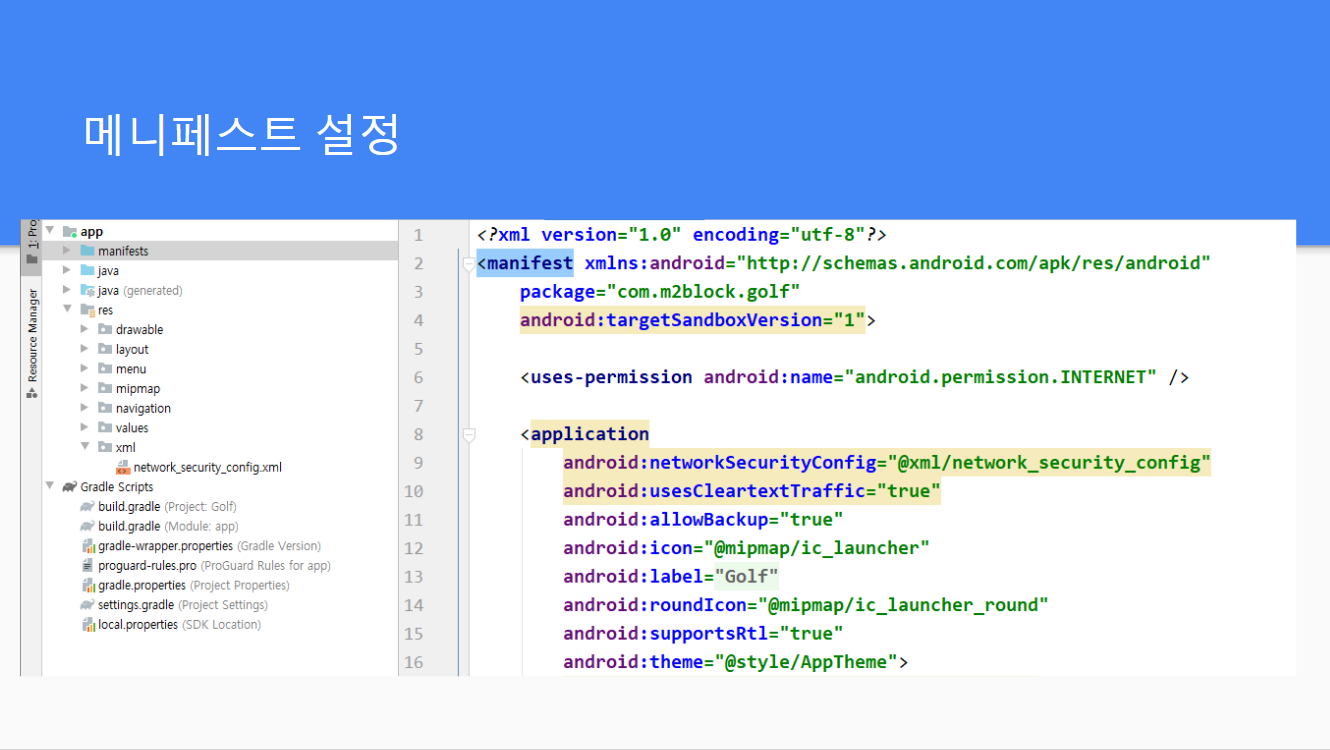 메니페스트 설정
1: Pro
Resource Manager
app
manifests
java
java (generated)
res
drawable
layout
menu
mipmap
navigation
values
xml
network_security_config.xml
Gradle Scripts
build.gradle (Project: Golf)
build.gradle (Module: app)
gradle-wrapper.properties (Gradle Version)
proguard-rules.pro (ProGuard Rules for app)
gradle.properties (Project Properties)
settings.gradle (Project Settings)
local.properties (SDK Location)
1 <?xml version="1.0" encoding="utf-8"?>
2 <manifest xmlns:android="http://schemas.android.com/apk/res/android"
3 package="com.m2block.golf"
4 android:targetSandboxVersion="1">
5
6 <uses-permission android:name="android.permission.INTERNET" />
7
8 <application
9 android:networkSecurityConfig="@xml/network_security_config"
10 android:usesCleartextTraffic="true"
11 android:allowBackup="true"
12 android:icon="@mipmap/ic_launcher"
13 android:label="Golf"
14 android:roundIcon="@mipmap/ic_launcher_round"
15 android:supportsRtl="true"
16 android:theme="@style/AppTheme">